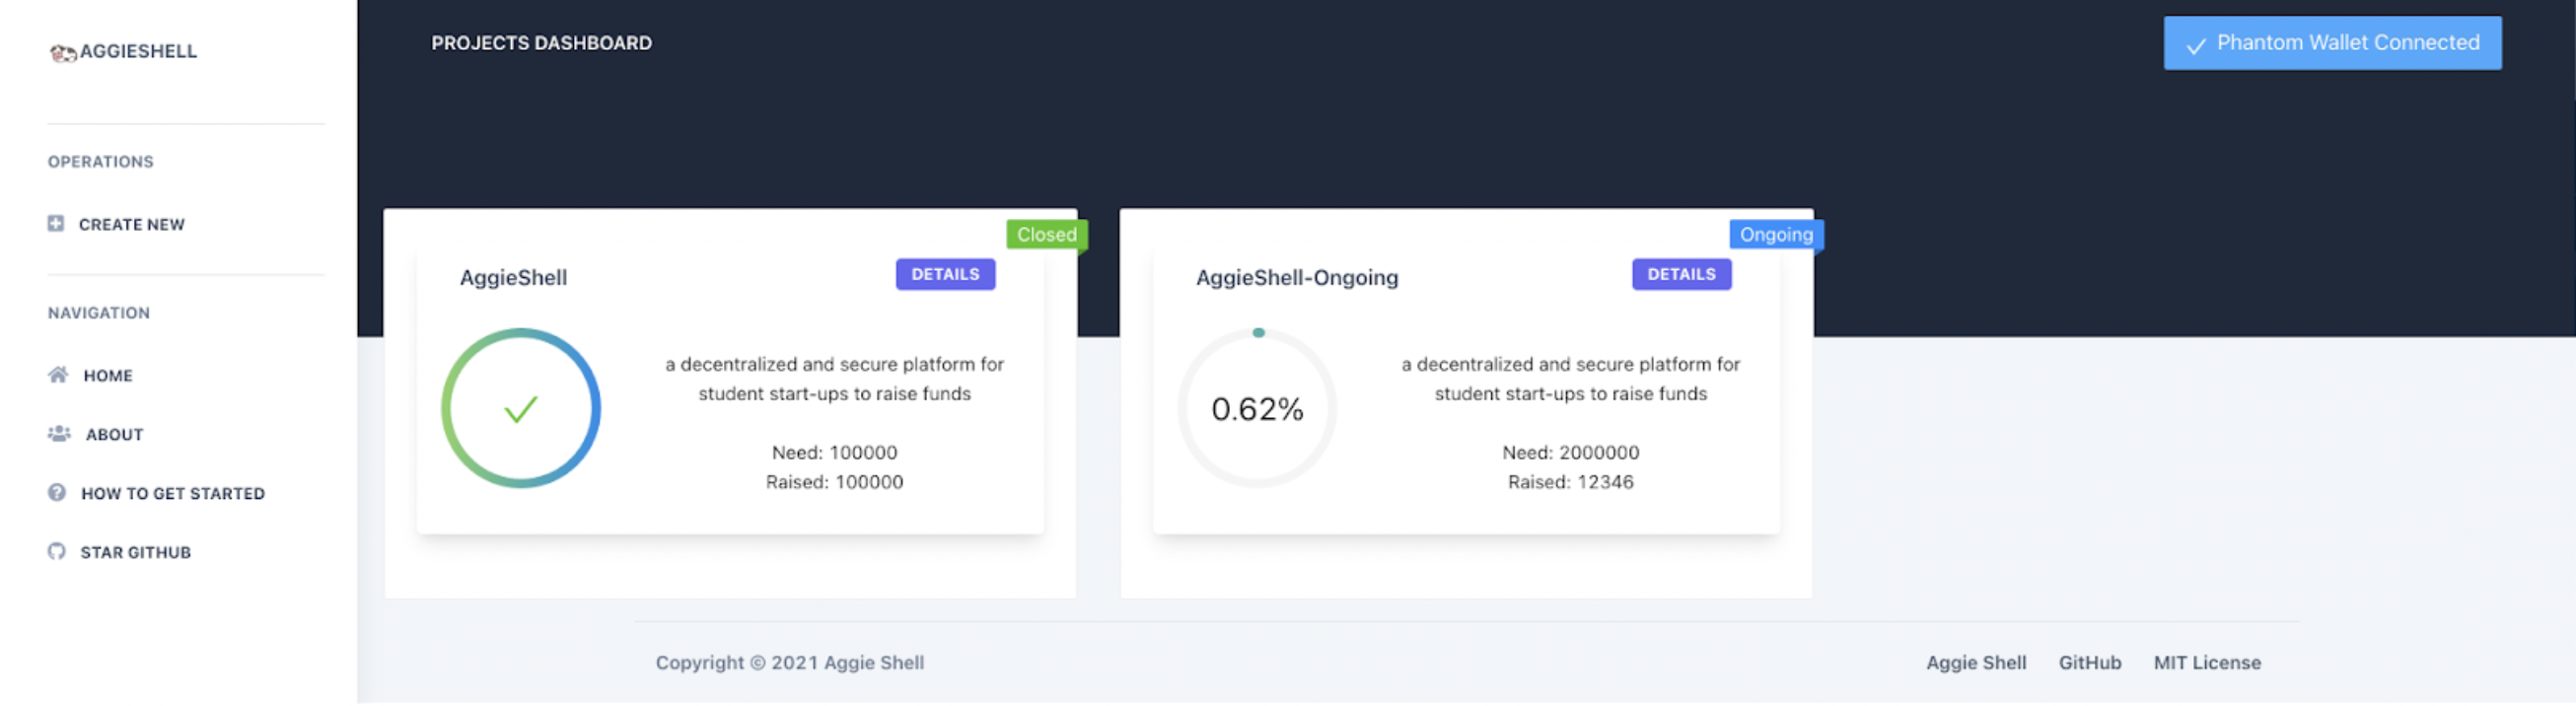 AGGIESHELL
OPERATIONS
CREATE NEW
NAVIGATION
HOME
ABOUT
HOW TO GET STARTED
STAR GITHUB
PROJECTS DASHBOARD
Phantom Wallet Connected
Closed
AggieShell
DETAILS
a decentralized and secure platform for
student start-ups to raise funds
Need: 100000
Raised: 100000
Ongoing
AggieShell-Ongoing
DETAILS
0.62%
a decentralized and secure platform for
student start-ups to raise funds
Need: 2000000
Raised: 12346
Copyright © 2021 Aggie Shell
Aggie Shell GitHub MIT License